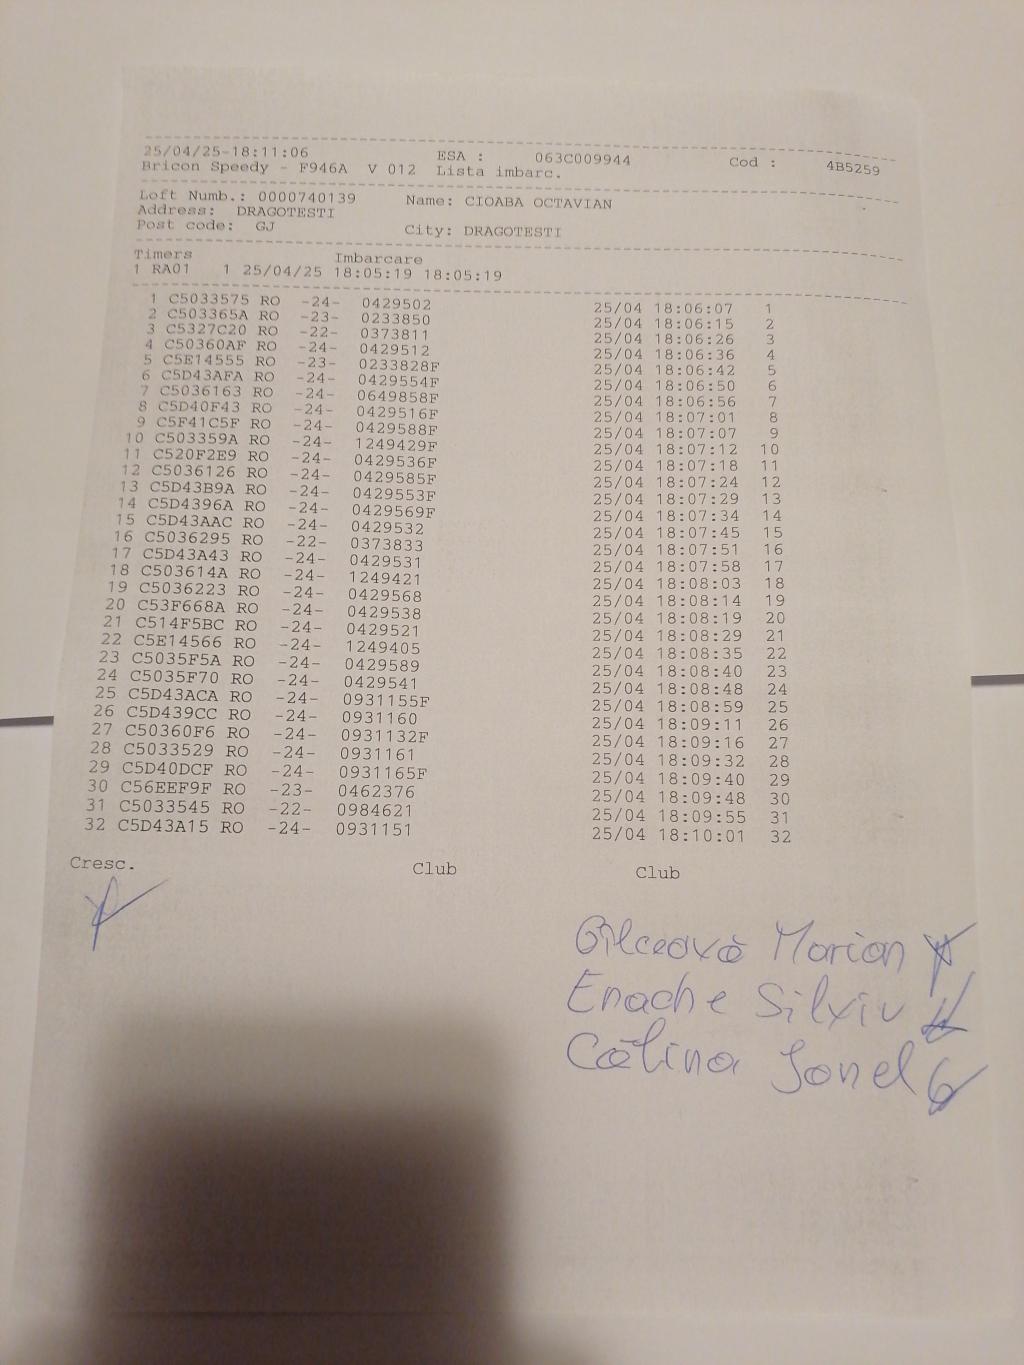 25/04/25-18:11:06 ESA : 063C009944 Cod : 4B5259
Bricon Speedy - F946A V 012 Lista imbarc.
Loft Numb.: 0000740139 Name: CIOABA OCTAVIAN
Address: DRAGOTESTI
Post code: GJ City: DRAGOTESTI
Timers Imbarcare
1 RA01 1 25/04/25 18:05:19 18:05:19
1 C5033575 RO -24- 0429502 25/04 18:06:07 1
2 C503365A RO -23- 0233850 25/04 18:06:15 2
3 C5327C20 RO -22- 0373811 25/04 18:06:26 3
4 C50360AF RO -24- 0429512 25/04 18:06:36 4
5 C5E14555 RO -23- 0233828F 25/04 18:06:42 5
6 C5D43AFA RO -24- 0429554F 25/04 18:06:50 6
7 C5036163 RO -24- 0649858F 25/04 18:06:56 7
8 C5D40F43 RO -24- 0429516F 25/04 18:07:01 8
9 C5F41C5F RO -24- 0429588F 25/04 18:07:07 9
10 C503359A RO -24- 1249429F 25/04 18:07:12 10
11 C520F2E9 RO -24- 0429536F 25/04 18:07:18 11
12 C5036126 RO -24- 0429585F 25/04 18:07:24 12
13 C5D43B9A RO -24- 0429553F 25/04 18:07:29 13
14 C5D4396A RO -24- 0429569F 25/04 18:07:34 14
15 C5D43AAC RO -24- 0429532 25/04 18:07:45 15
16 C5036295 RO -22- 0373833 25/04 18:07:51 16
17 C5D43A43 RO -24- 0429531 25/04 18:07:58 17
18 C503614A RO -24- 1249421 25/04 18:08:03 18
19 C5036223 RO -24- 0429568 25/04 18:08:14 19
20 C53F668A RO -24- 0429538 25/04 18:08:19 20
21 C514F5BC RO -24- 0429521 25/04 18:08:29 21
22 C5E14566 RO -24- 1249405 25/04 18:08:35 22
23 C5035F5A RO -24- 0429589 25/04 18:08:40 23
24 C5035F70 RO -24- 0429541 25/04 18:08:48 24
25 C5D43ACA RO -24- 0931155F 25/04 18:08:59 25
26 C5D439CC RO -24- 0931160 25/04 18:09:11 26
27 C50360F6 RO -24- 0931132F 25/04 18:09:16 27
28 C5033529 RO -24- 0931161 25/04 18:09:32 28
29 C5D40DCF RO -24- 0931165F 25/04 18:09:40 29
30 C56EEF9F RO -23- 0462376 25/04 18:09:48 30
31 C5033545 RO -22- 0984621 25/04 18:09:55 31
32 C5D43A15 RO -24- 0931151 25/04 18:10:01 32
Cresc. Club Club
Marian
Enache Silviu
Călina Ionel